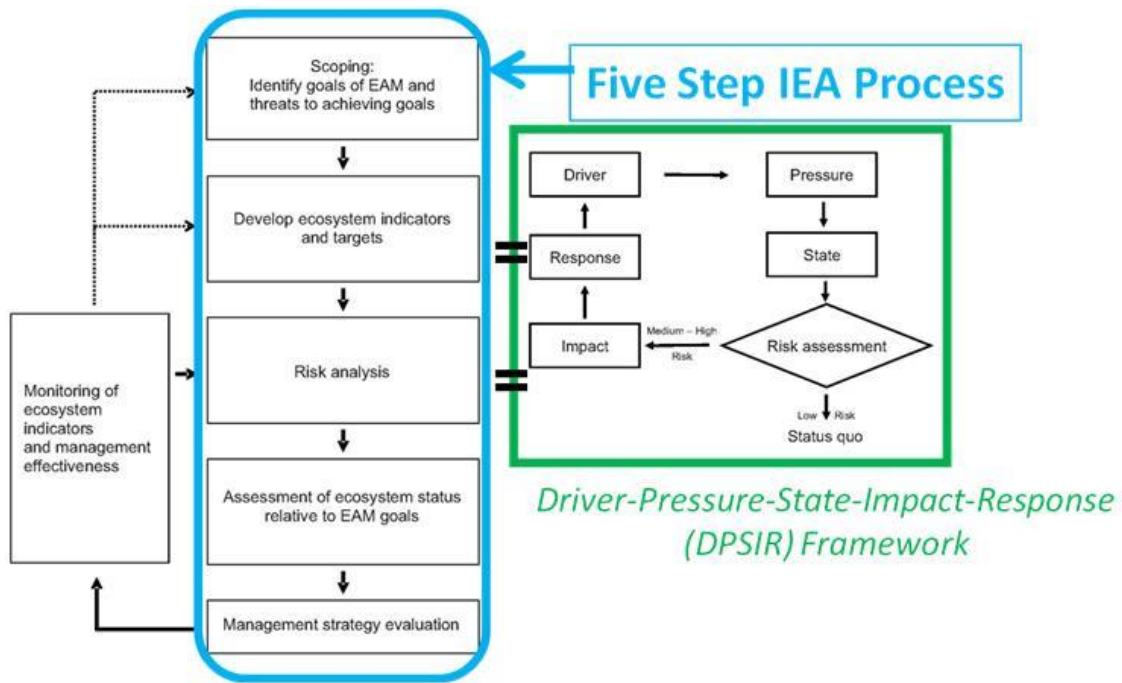 Scoping:
Identify goals of EAM and
threats to achieving goals
Five Step IEA Process
Develop ecosystem indicators
and targets
Risk analysis
Assessment of ecosystem status
relative to EAM goals
Management strategy evaluation
Monitoring of
ecosystem
indicators
and management
effectiveness
Driver
Pressure
Response
State
Impact
Medium – High
Risk
Risk assessment
Low Risk
Status quo
Driver-Pressure-State-Impact-Response
(DPSIR) Framework